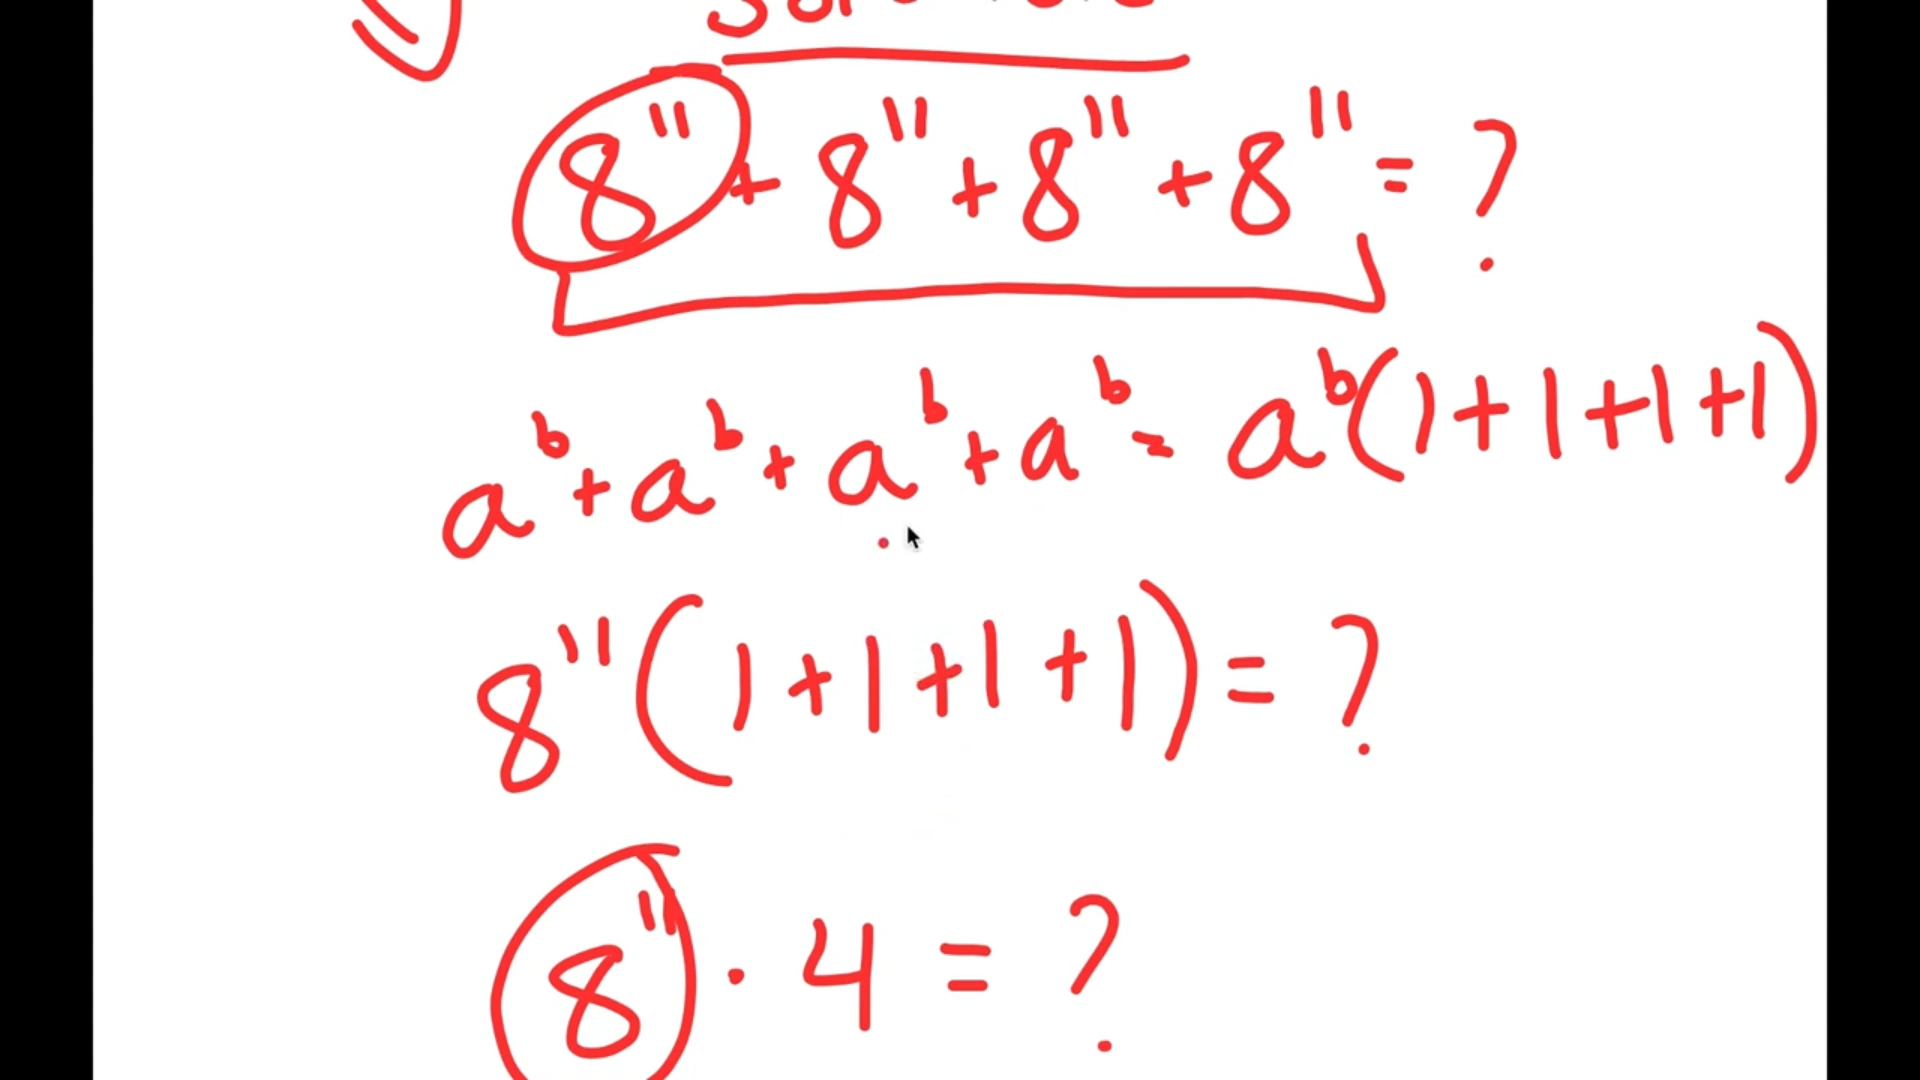 8¹¹ + 8¹¹ + 8¹¹ + 8¹¹ = ?
aᵇ + aᵇ + aᵇ + aᵇ = aᵇ(1+1+1+1)
8¹¹(1+1+1+1) = ?
8¹¹ · 4 = ?